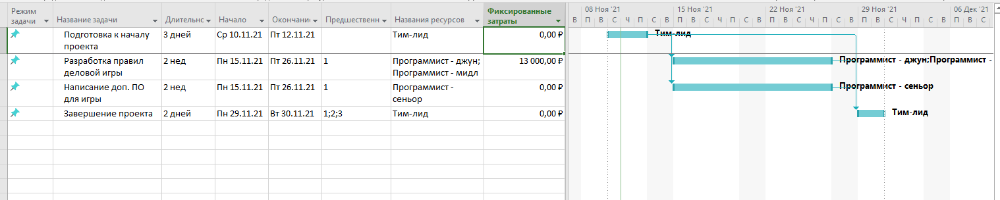 Режим задачи Название задачи Длительнс Начало Окончание Предшественн Названия ресурсов Фиксированные затраты
08 Ноя '21 15 Ноя '21 22 Ноя '21 29 Ноя '21 06 Дек '21
В П В С Ч П С В П В С Ч П С В П В С Ч П С В П В С Ч П С В П В С
Подготовка к началу проекта 3 дней Ср 10.11.21 Пт 12.11.21 Тим-лид 0,00 ₽
Тим-лид
Разработка правил деловой игры 2 нед Пн 15.11.21 Пт 26.11.21 1 Программист - джун; Программист - мидл 13 000,00 ₽
Программист - джун;Программист -
Написание доп. ПО для игры 2 нед Пн 15.11.21 Пт 26.11.21 1 Программист - сеньор 0,00 ₽
Программист - сеньор
Завершение проекта 2 дней Пн 29.11.21 Вт 30.11.21 1;2;3 Тим-лид 0,00 ₽
Тим-лид